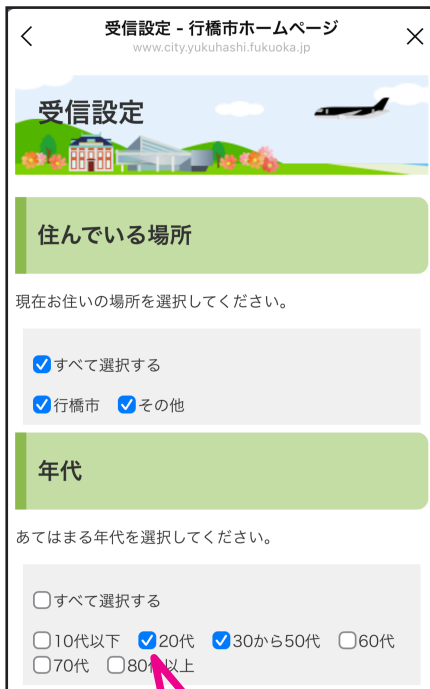 受信設定 - 行橋市ホームページ
www.city.yukuhashi.fukuoka.jp
受信設定
住んでいる場所
現在お住いの場所を選択してください。
すべて選択する
行橋市 その他
年代
あてはまる年代を選択してください。
すべて選択する
10代以下 20代 30から50代 60代
70代 80代以上